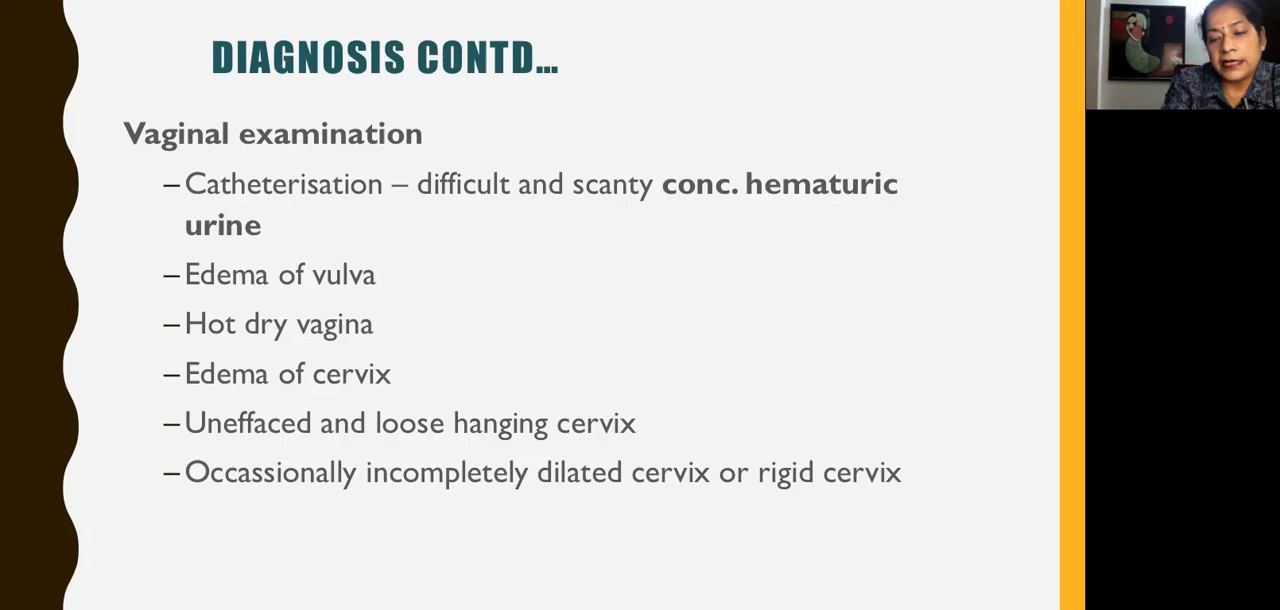 DIAGNOSIS CONTD…
Vaginal examination
– Catheterisation – difficult and scanty conc. hematuric
urine
– Edema of vulva
– Hot dry vagina
– Edema of cervix
– Uneffaced and loose hanging cervix
– Occassionally incompletely dilated cervix or rigid cervix